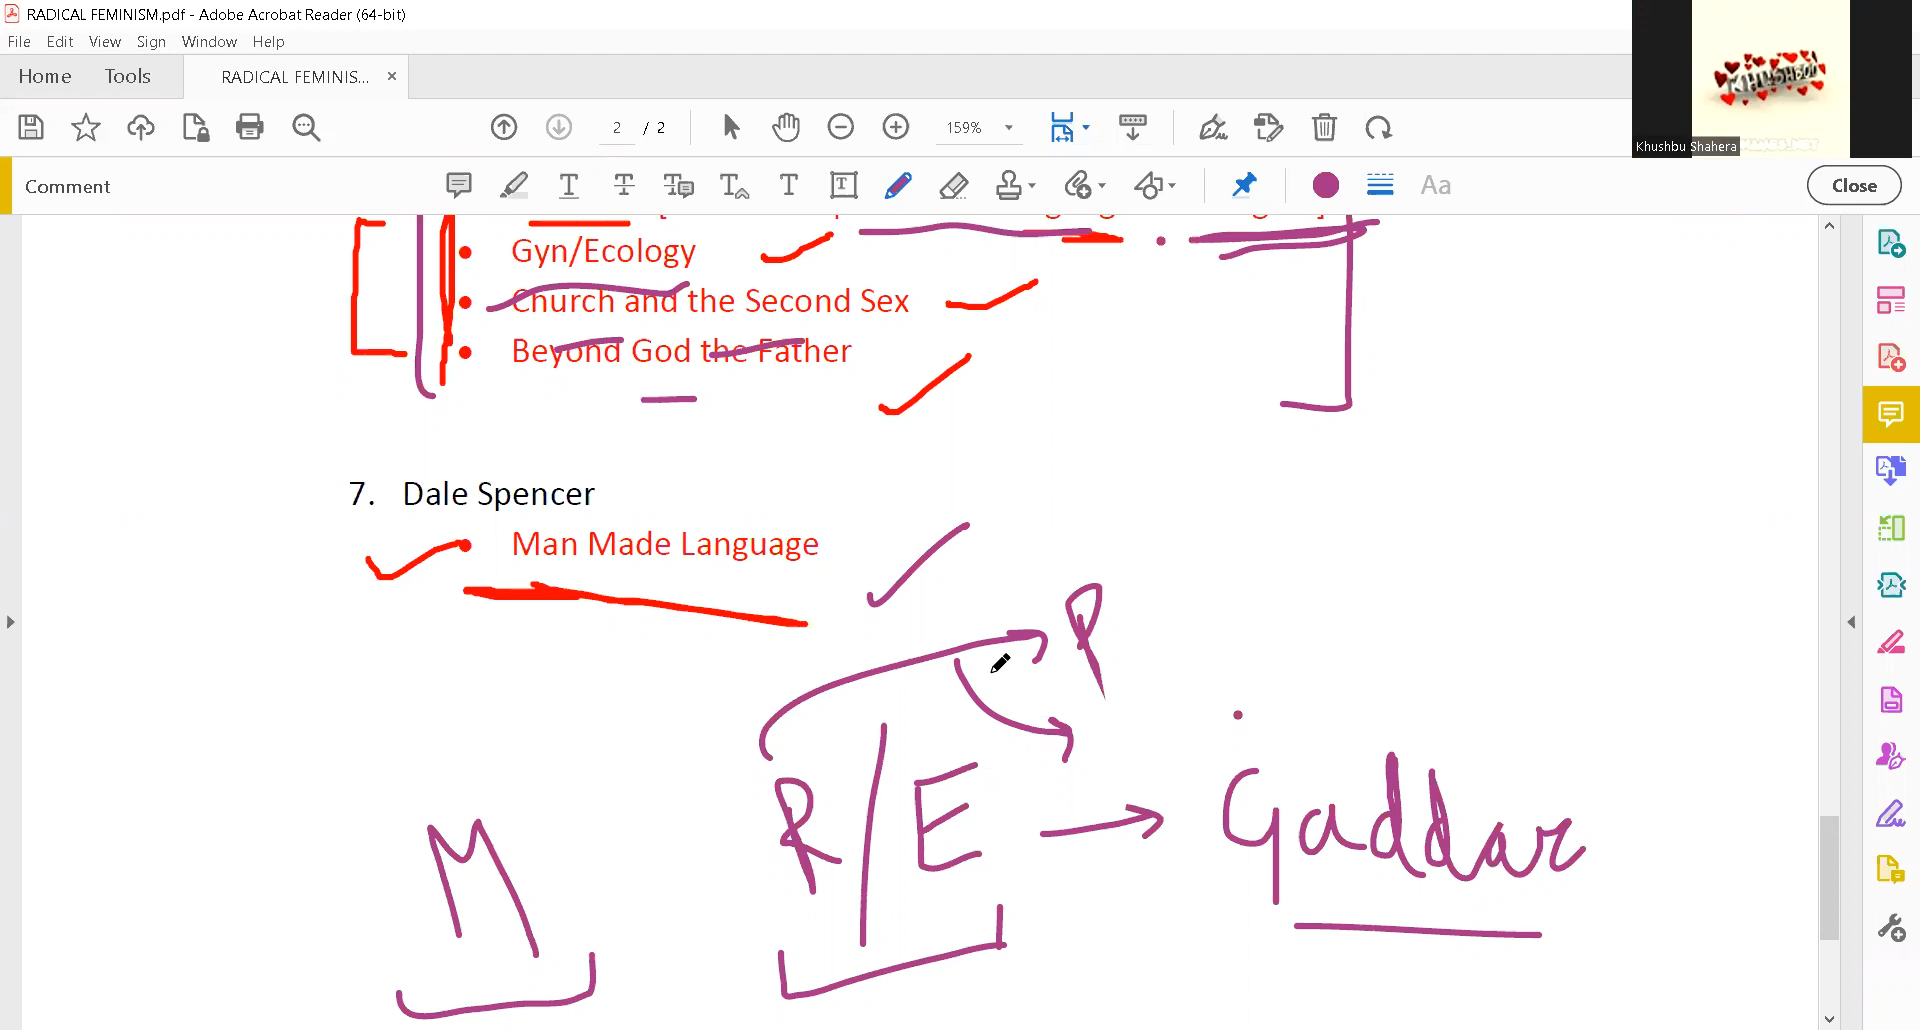 RADICAL FEMINISM.pdf - Adobe Acrobat Reader (64-bit)
File Edit View Sign Window Help
Home Tools RADICAL FEMINIS... ×
2 / 2 159%
KHUSHBOO
Khushbu Shahera
Comment
Aa
Close
• Gyn/Ecology
• Church and the Second Sex
• Beyond God the Father
7. Dale Spencer
• Man Made Language
P
M R/E → Gaddar